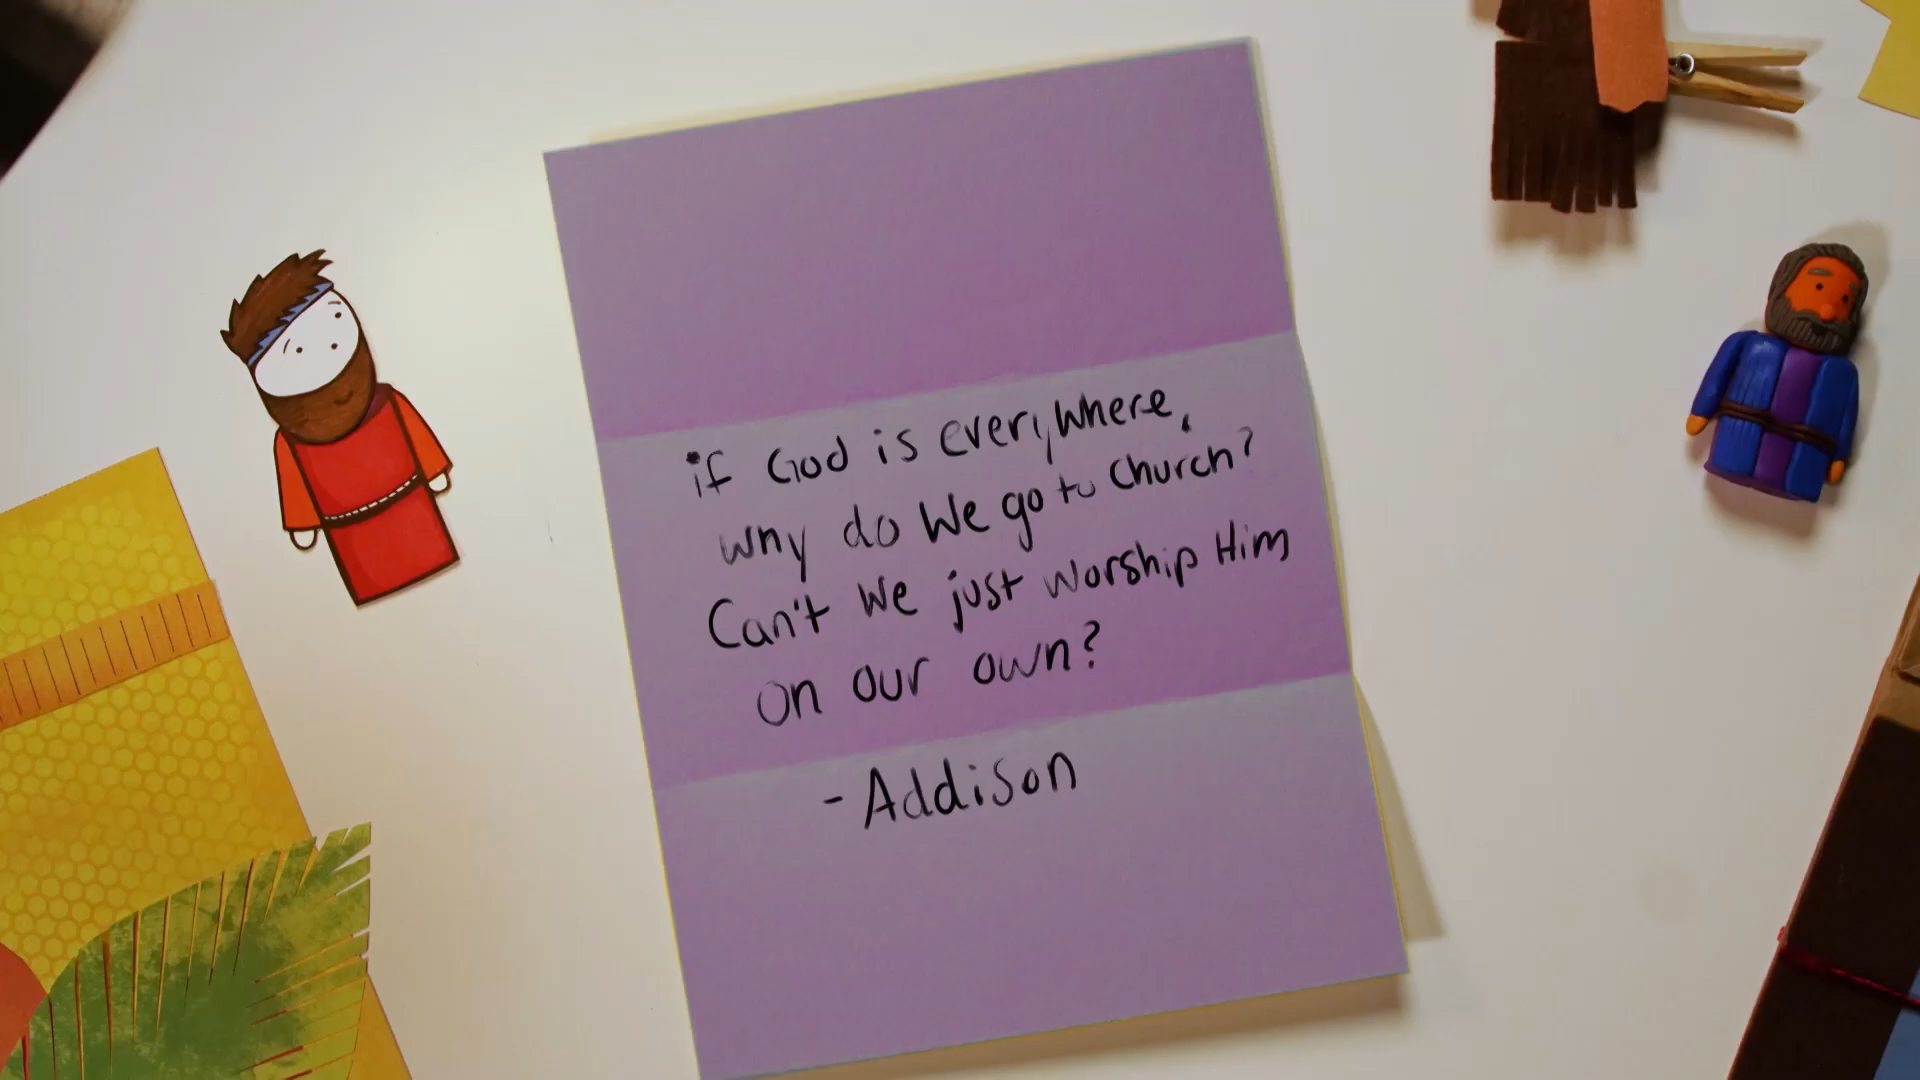 if God is everywhere,
why do We go to Church?
Can't We just worship Him
on our own?
- Addison